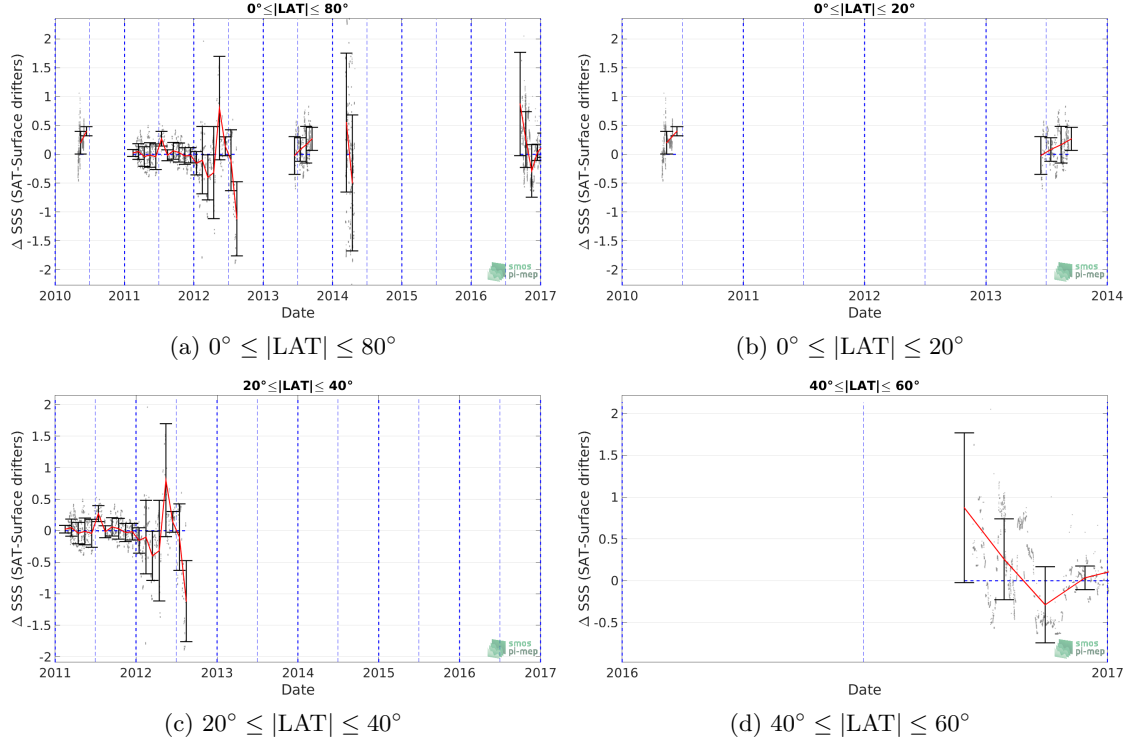 0°≤|LAT|≤ 80°
Δ SSS (SAT-Surface drifters)
2
1.5
1
0.5
0
-0.5
-1
-1.5
-2
2010 2011 2012 2013 2014 2015 2016 2017
Date
smos
pi-mep
(a) 0° ≤ |LAT| ≤ 80°
0°≤|LAT|≤ 20°
Δ SSS (SAT-Surface drifters)
2
1.5
1
0.5
0
-0.5
-1
-1.5
-2
2010 2011 2012 2013 2014
Date
smos
pi-mep
(b) 0° ≤ |LAT| ≤ 20°
20°≤|LAT|≤ 40°
Δ SSS (SAT-Surface drifters)
2
1.5
1
0.5
0
-0.5
-1
-1.5
-2
2011 2012 2013 2014 2015 2016 2017
Date
smos
pi-mep
(c) 20° ≤ |LAT| ≤ 40°
40°≤|LAT|≤ 60°
Δ SSS (SAT-Surface drifters)
2
1.5
1
0.5
0
-0.5
2016 2017
Date
smos
pi-mep
(d) 40° ≤ |LAT| ≤ 60°